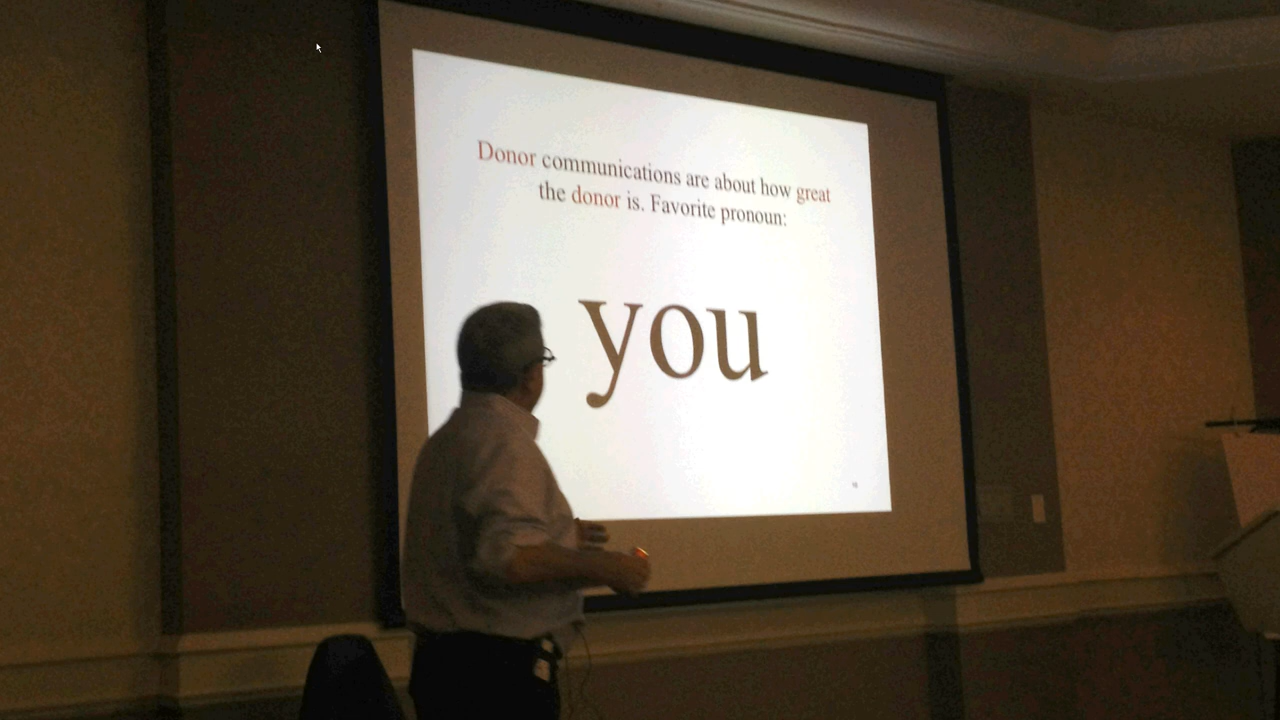 Donor communications are about how great
the donor is. Favorite pronoun:
you